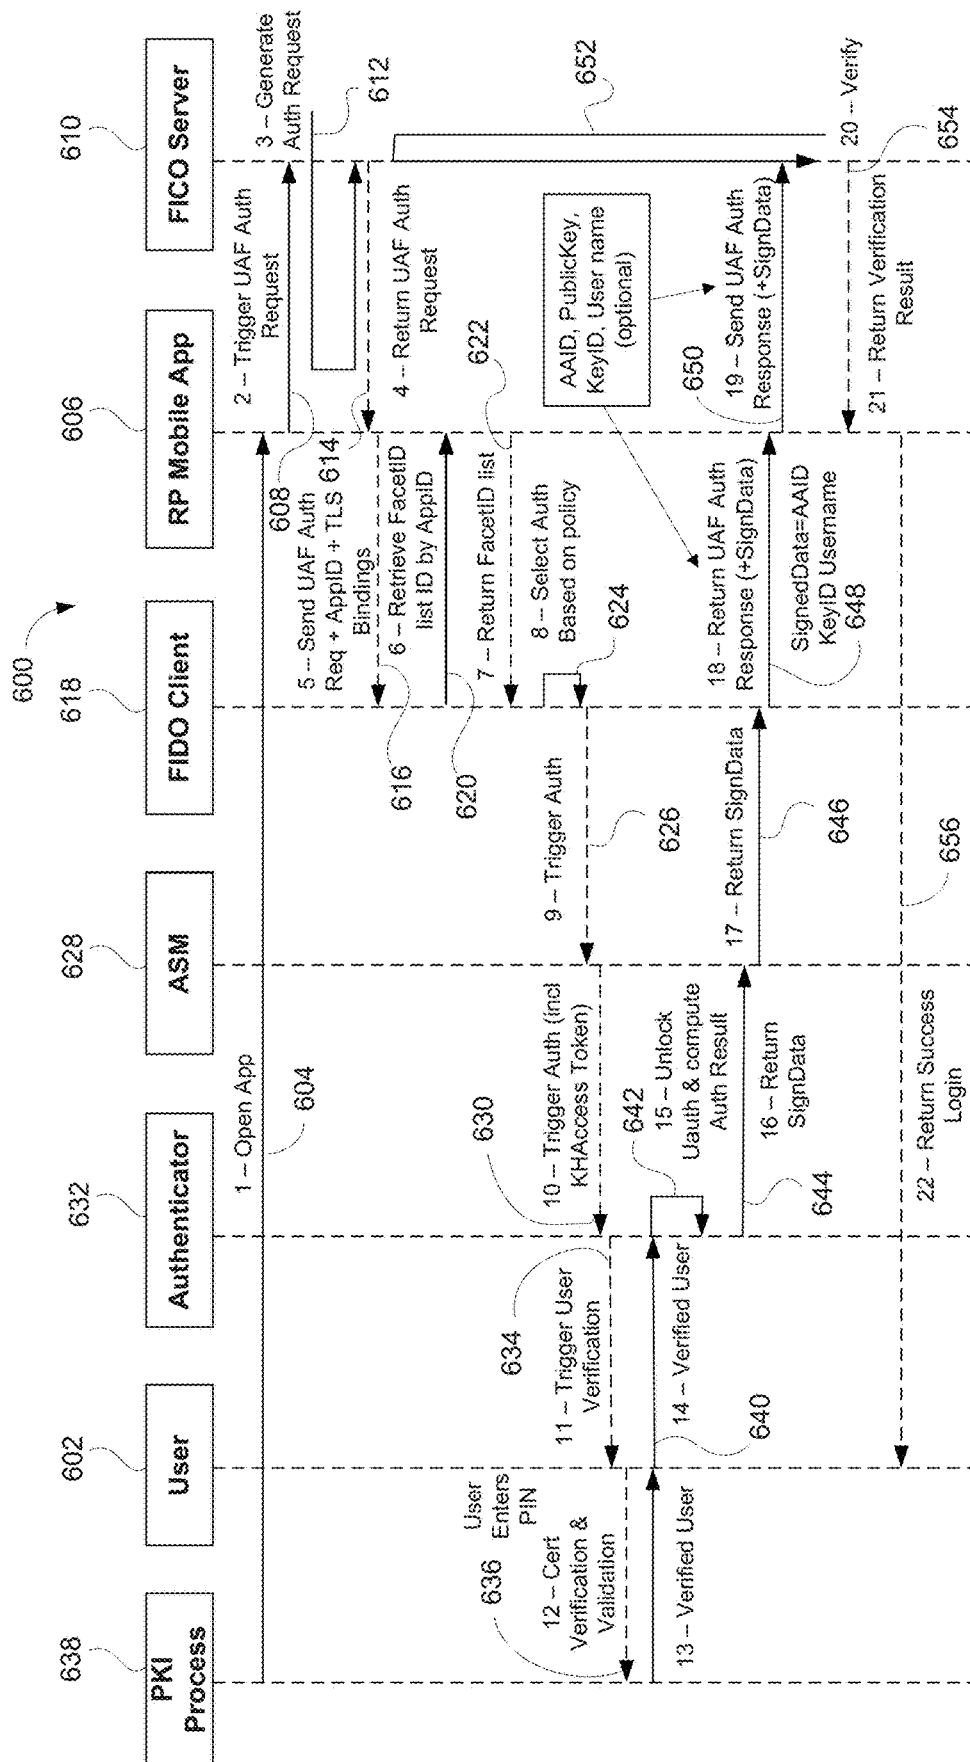 600
638
602
632
628
618
606
610
PKI
Process
User
Authenticator
ASM
FIDO Client
RP Mobile App
FICO Server
1 – Open App
604
2 – Trigger UAF Auth
Request
608
3 – Generate
Auth Request
612
4 – Return UAF Auth
Request
614
5 – Send UAF Auth
Req + AppID + TLS
Bindings
616
6 – Retrieve FacetID
list ID by AppID
620
7 – Return FacetID list
622
8 – Select Auth
Based on policy
624
9 – Trigger Auth
626
10 – Trigger Auth (incl
KHAccess Token)
630
11 – Trigger User
Verification
634
User
Enters
PIN
636
12 – Cert
Verification &
Validation
13 – Verified User
14 – Verified User
640
642
15 – Unlock
Uauth & compute
Auth Result
16 – Return
SignData
644
17 – Return SignData
646
18 – Return UAF Auth
Response (+SignData)
SignedData=AAID
KeyID Username
648
AAID, PublicKey,
KeyID, User name
(optional)
19 – Send UAF Auth
Response (+SignData)
650
652
20 – Verify
654
21 – Return Verification
Result
22 – Return Success
Login
656